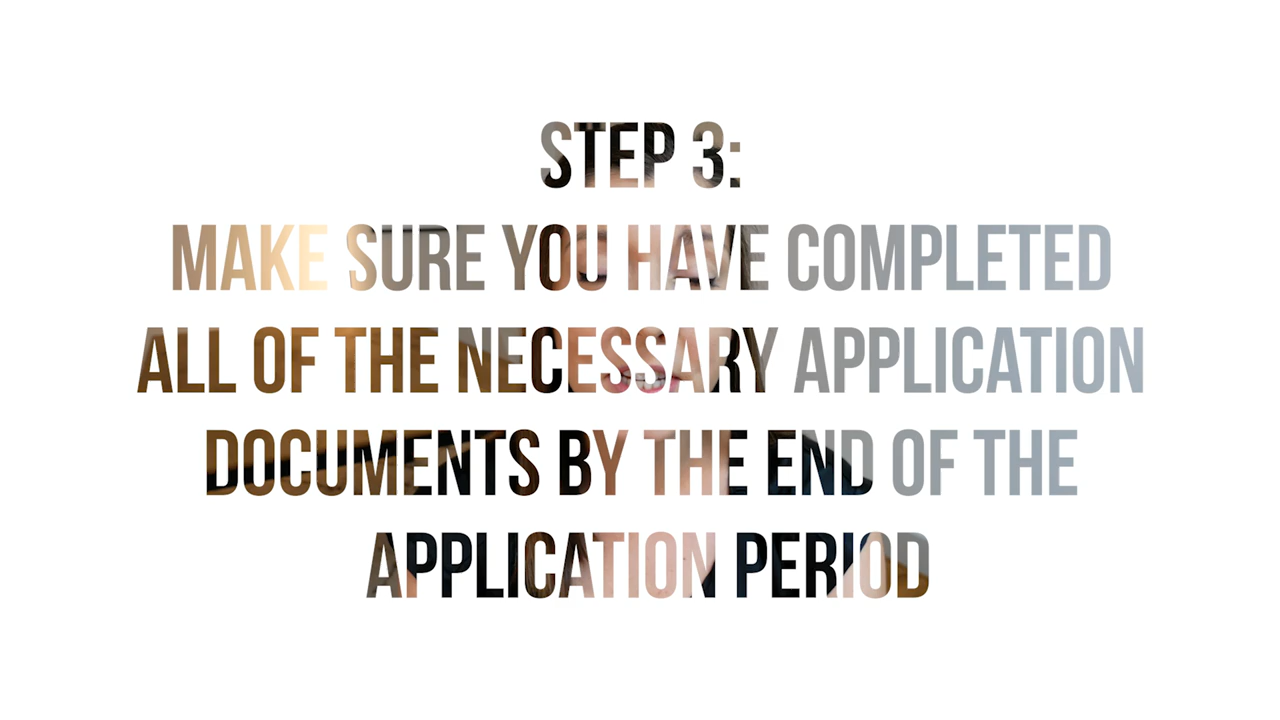 STEP 3:
MAKE SURE YOU HAVE COMPLETED
ALL OF THE NECESSARY APPLICATION
DOCUMENTS BY THE END OF THE
APPLICATION PERIOD